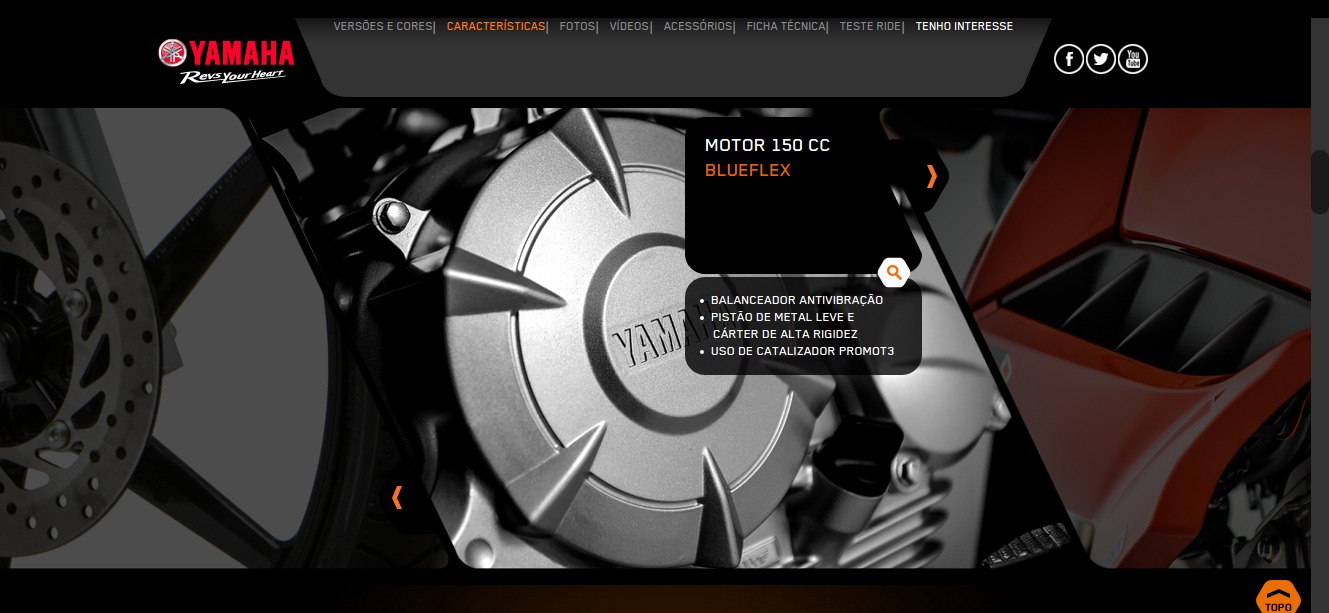 VERSÕES E CORES| CARACTERÍSTICAS| FOTOS| VÍDEOS| ACESSÓRIOS| FICHA TÉCNICA| TESTE RIDE| TENHO INTERESSE
YAMAHA
Revs Your Heart
f
You
Tube
MOTOR 150 CC
BLUEFLEX
YAMAHA
• BALANCEADOR ANTIVIBRAÇÃO
• PISTÃO DE METAL LEVE E
CÁRTER DE ALTA RIGIDEZ
• USO DE CATALIZADOR PROMOT3
TOPO